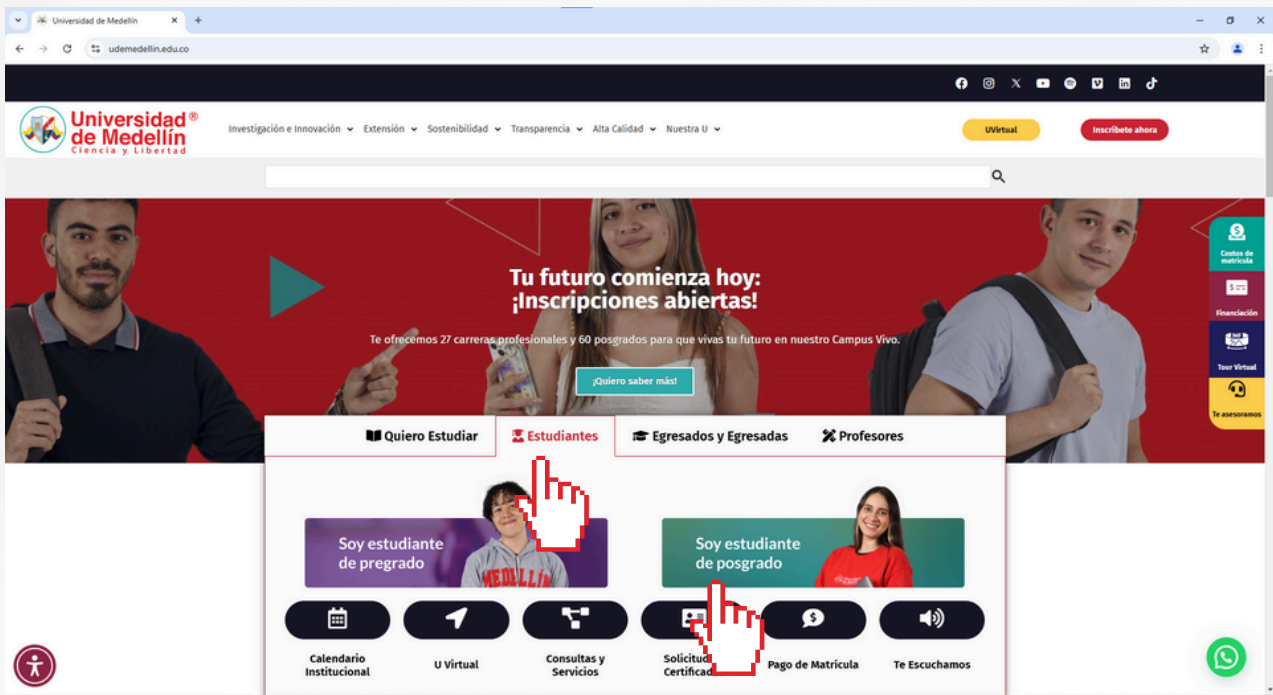 Universidad de Medellín
udemedellin.edu.co
Universidad ®
de Medellín
Ciencia y Libertad
Investigación e Innovación Extensión Sostenibilidad Transparencia Alta Calidad Nuestra U
UVirtual
Inscríbete ahora
Tu futuro comienza hoy:
¡Inscripciones abiertas!
Te ofrecemos 27 carreras profesionales y 60 posgrados para que vivas tu futuro en nuestro Campus Vivo.
¡Quiero saber más!
Costos de
matrícula
Financiación
Tour Virtual
Te asesoramos
Quiero Estudiar Estudiantes Egresados y Egresadas Profesores
Soy estudiante
de pregrado
MEDELLÍN
Soy estudiante
de posgrado
Calendario
Institucional
U Virtual
Consultas y
Servicios
Pago de Matrícula
Te Escuchamos